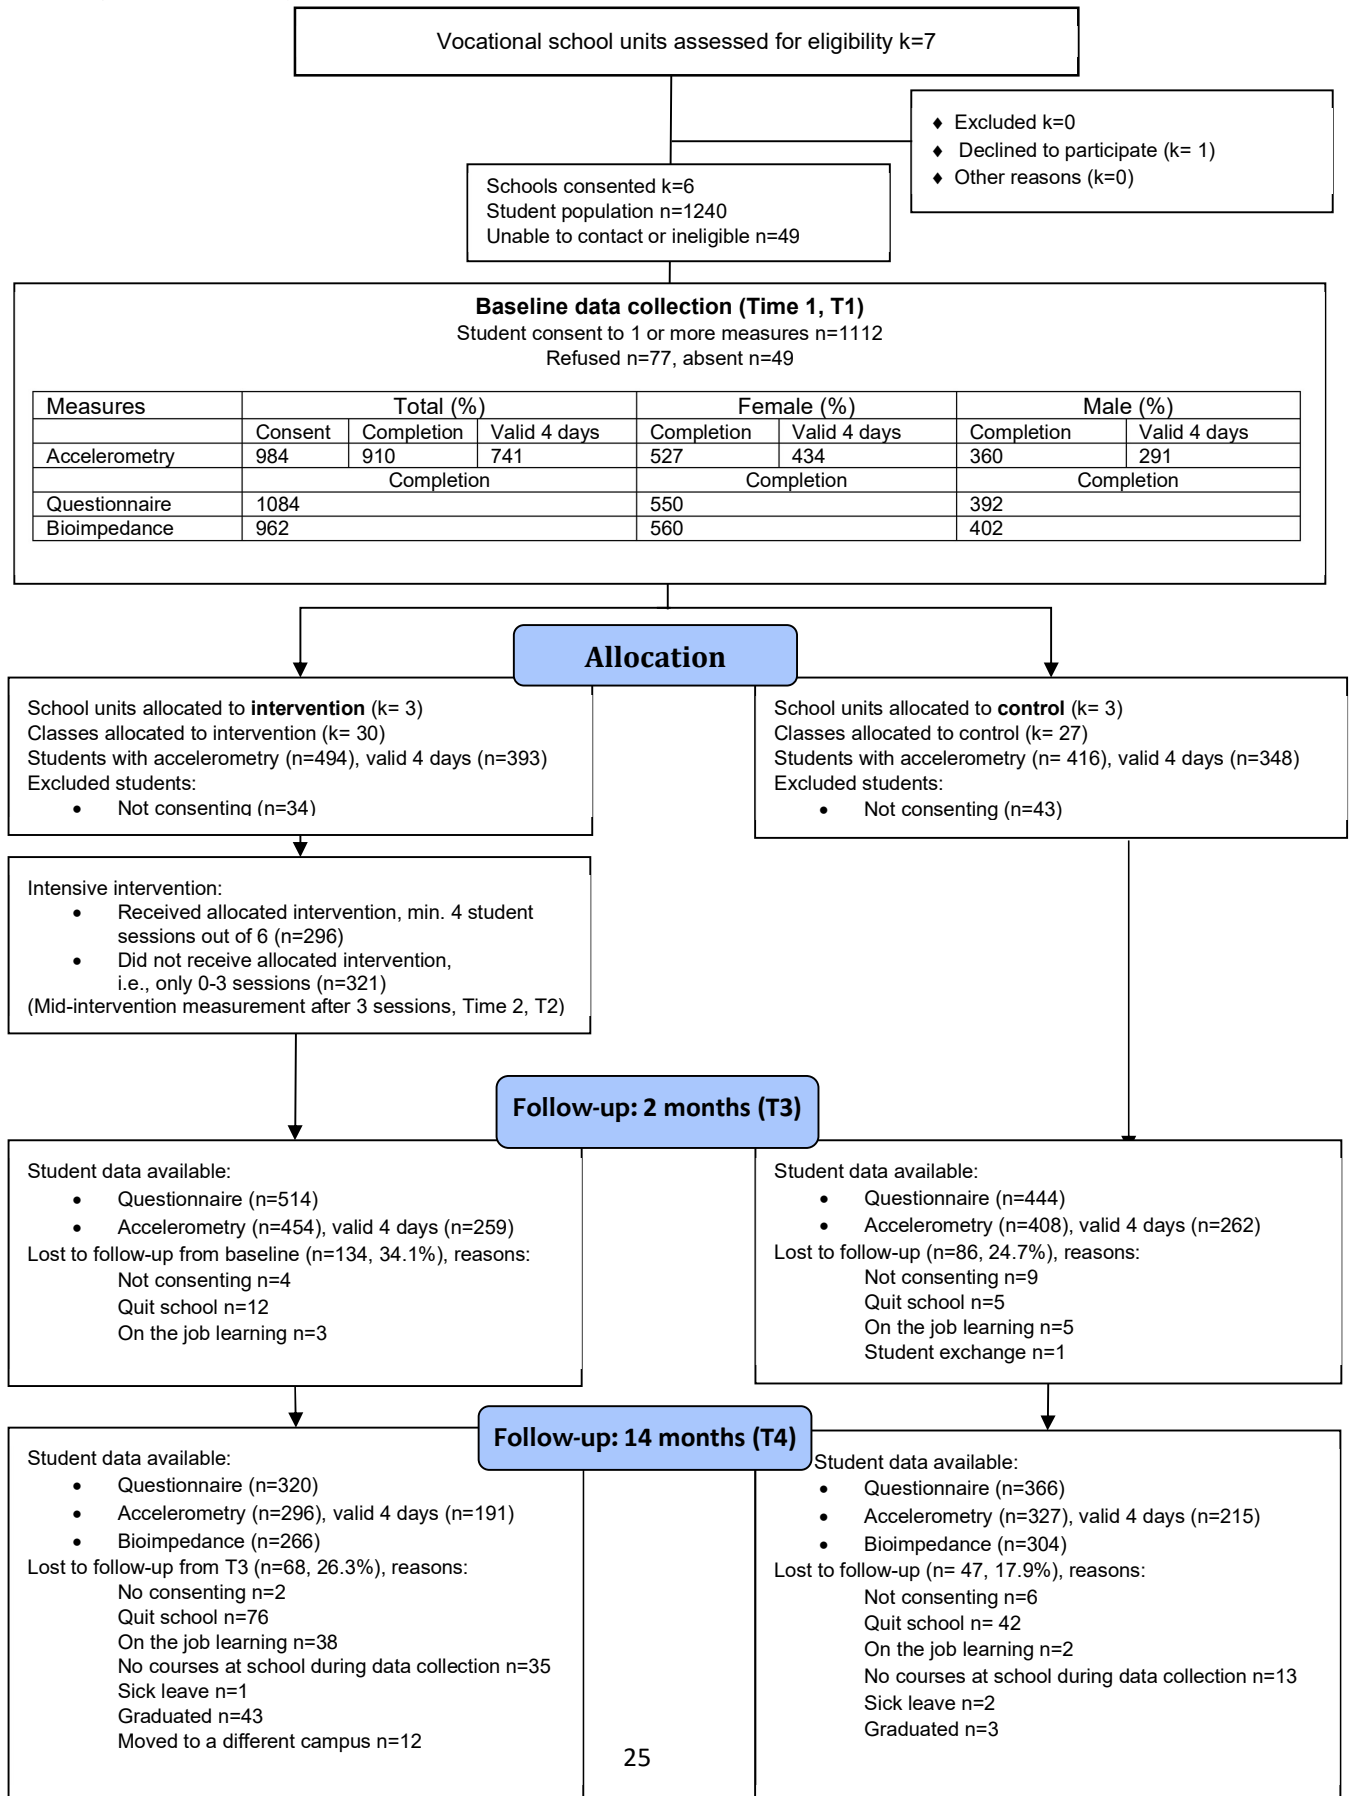 Vocational school units assessed for eligibility k=7
♦ Excluded k=0
♦ Declined to participate (k= 1)
♦ Other reasons (k=0)
Schools consented k=6
Student population n=1240
Unable to contact or ineligible n=49
Baseline data collection (Time 1, T1)
Student consent to 1 or more measures n=1112
Refused n=77, absent n=49
Measures Total (%) Female (%) Male (%)
Consent Completion Valid 4 days Completion Valid 4 days Completion Valid 4 days
Accelerometry 984 910 741 527 434 360 291
Completion Completion Completion
Questionnaire 1084 550 392
Bioimpedance 962 560 402
Allocation
School units allocated to intervention (k= 3)
Classes allocated to intervention (k= 30)
Students with accelerometry (n=494), valid 4 days (n=393)
Excluded students:
• Not consenting (n=34)
School units allocated to control (k= 3)
Classes allocated to control (k= 27)
Students with accelerometry (n= 416), valid 4 days (n=348)
Excluded students:
• Not consenting (n=43)
Intensive intervention:
• Received allocated intervention, min. 4 student
sessions out of 6 (n=296)
• Did not receive allocated intervention,
i.e., only 0-3 sessions (n=321)
(Mid-intervention measurement after 3 sessions, Time 2, T2)
Follow-up: 2 months (T3)
Student data available:
• Questionnaire (n=514)
• Accelerometry (n=454), valid 4 days (n=259)
Lost to follow-up from baseline (n=134, 34.1%), reasons:
Not consenting n=4
Quit school n=12
On the job learning n=3
Student data available:
• Questionnaire (n=444)
• Accelerometry (n=408), valid 4 days (n=262)
Lost to follow-up (n=86, 24.7%), reasons:
Not consenting n=9
Quit school n=5
On the job learning n=5
Student exchange n=1
Follow-up: 14 months (T4)
Student data available:
• Questionnaire (n=320)
• Accelerometry (n=296), valid 4 days (n=191)
• Bioimpedance (n=266)
Lost to follow-up from T3 (n=68, 26.3%), reasons:
No consenting n=2
Quit school n=76
On the job learning n=38
No courses at school during data collection n=35
Sick leave n=1
Graduated n=43
Moved to a different campus n=12
Student data available:
• Questionnaire (n=366)
• Accelerometry (n=327), valid 4 days (n=215)
• Bioimpedance (n=304)
Lost to follow-up (n= 47, 17.9%), reasons:
Not consenting n=6
Quit school n= 42
On the job learning n=2
No courses at school during data collection n=13
Sick leave n=2
Graduated n=3
25